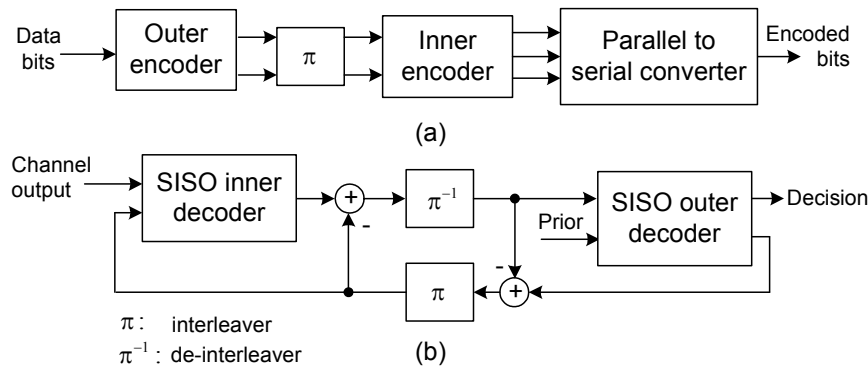 Data
bits
Outer
encoder
π
Inner
encoder
Parallel to
serial converter
Encoded
bits
(a)
Channel
output
SISO inner
decoder
+
-
π⁻¹
Prior
SISO outer
decoder
Decision
-
+
π
π : interleaver
π⁻¹ : de-interleaver
(b)